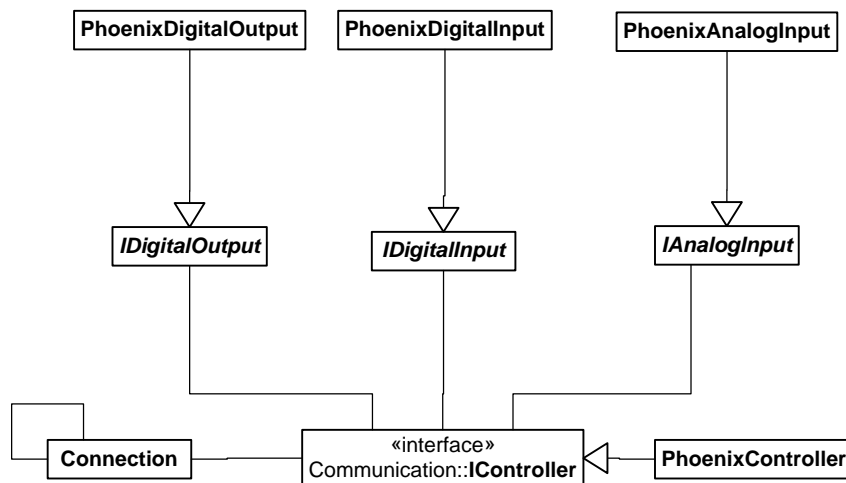 PhoenixDigitalOutput
PhoenixDigitalInput
PhoenixAnalogInput
IDigitalOutput
IDigitalInput
IAnalogInput
Connection
«interface»
Communication::IController
PhoenixController